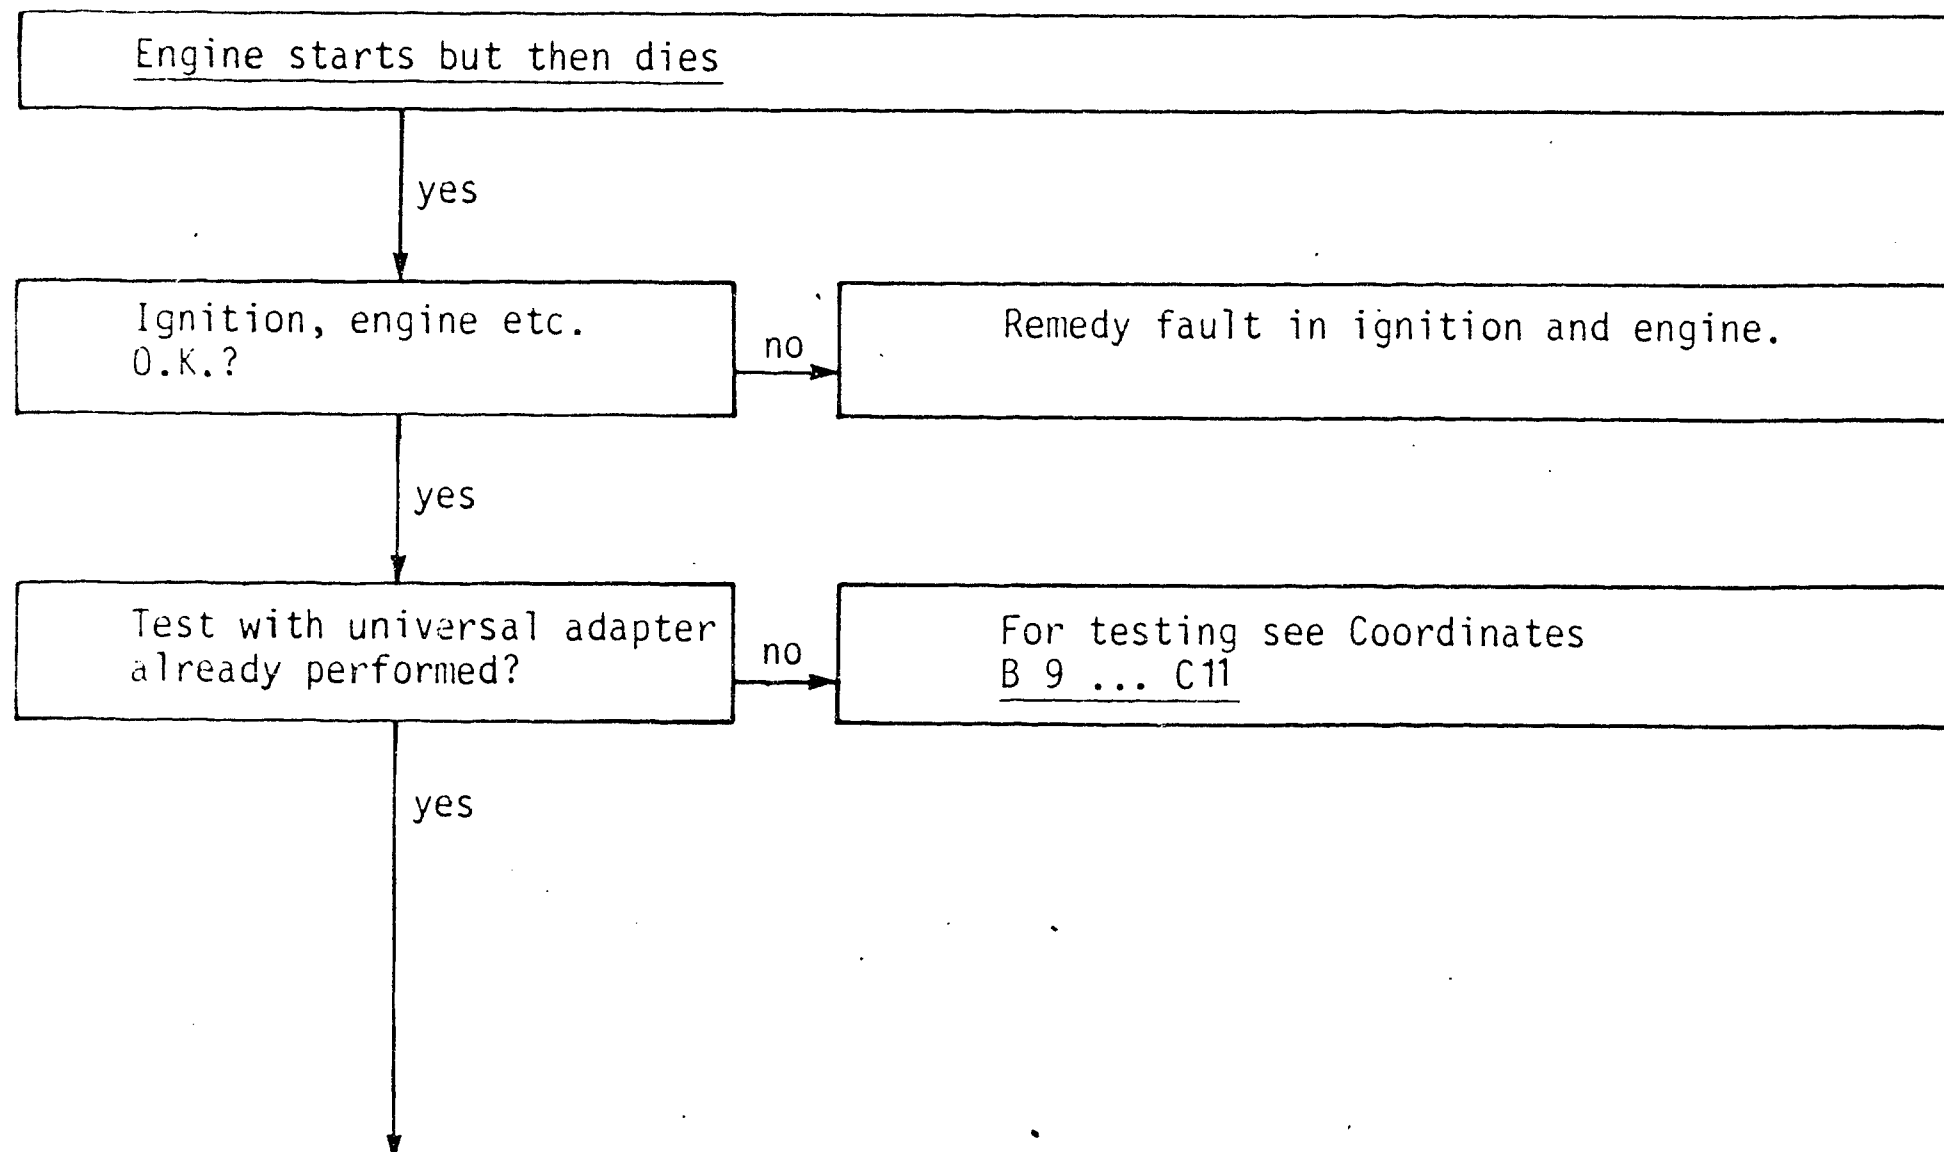 Engine starts but then dies
yes
Ignition, engine etc.
O.K.?
no
Remedy fault in ignition and engine.
yes
Test with universal adapter
already performed?
no
For testing see Coordinates
B 9 ... C11
yes